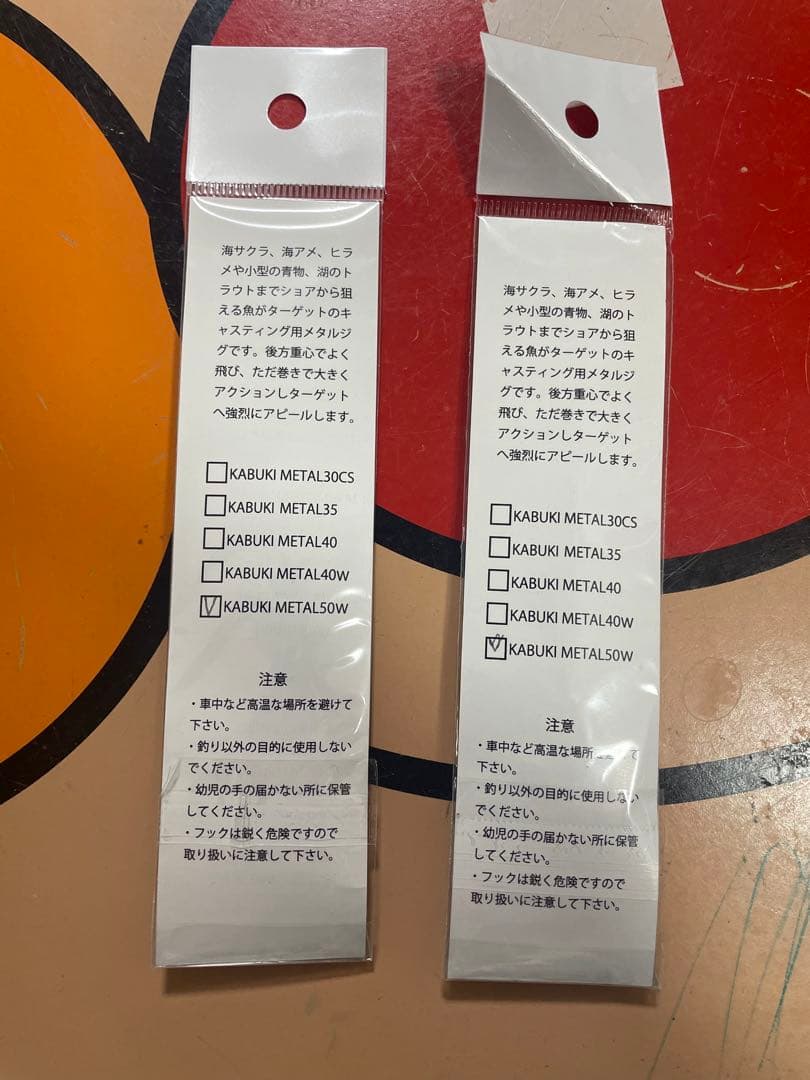 海サクラ、海アメ、ヒラ
メや小型の青物、湖のト
ラウトまでショアから狙
える魚がターゲットのキ
ャスティング用メタルジ
グです。後方重心でよく
飛び、ただ巻きで大きく
アクションしターゲット
へ強烈にアピールします。
KABUKI METAL30CS
KABUKI METAL35
KABUKI METAL40
KABUKI METAL40W
KABUKI METAL50W
注意
・車中など高温な場所を避けて
下さい。
・釣り以外の目的に使用しない
でください。
・幼児の手の届かない所に保管
してください。
・フックは鋭く危険ですので
取り扱いに注意して下さい。
海サクラ、海アメ、ヒラ
メや小型の青物、湖のト
ラウトまでショアから狙
える魚がターゲットのキ
ャスティング用メタルジ
グです。後方重心でよく
飛び、ただ巻きで大きく
アクションしターゲット
へ強烈にアピールします。
KABUKI METAL30CS
KABUKI METAL35
KABUKI METAL40
KABUKI METAL40W
KABUKI METAL50W
注意
・車中など高温な場所 て
下さい。
・釣り以外の目的に使用しない
でください。
・幼児の手の届かない所に保管
してください。
・フックは鋭く危険ですので
取り扱いに注意して下さい。